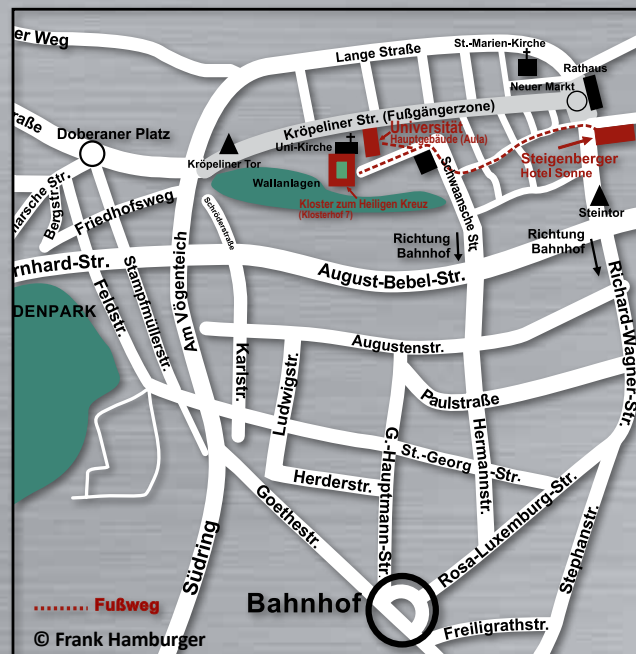 er Weg
Lange Straße
St.-Marien-Kirche
Rathaus
Neuer Markt
raße
Doberaner Platz
Kröpeliner Str. (Fußgängerzone)
Universität
Hauptgebäude (Aula)
Uni-Kirche
Kröpeliner Tor
Steigenberger
Hotel Sonne
Wallanlagen
Kloster zum Heiligen Kreuz
(Klosterhof 7)
Schwaansche Str.
marsche Str.
Bergstr.
Friedhofsweg
Schröderstraße
Steintor
Richtung
Bahnhof
Richtung
Bahnhof
rnhard-Str.
August-Bebel-Str.
Am Vögenteich
DENPARK
Feldstr.
Stampfmüllerstr.
Karlstr.
Augustenstr.
Richard-Wagner-Str.
Ludwigstr.
Paulstraße
G.-Hauptmann-Str.
Hermannstr.
St.-Georg -Str.
Herderstr.
Goethestr.
Südring
Rosa-Luxemburg-Str.
Stephanstr.
Bahnhof
Freiligrathstr.
Fußweg
© Frank Hamburger